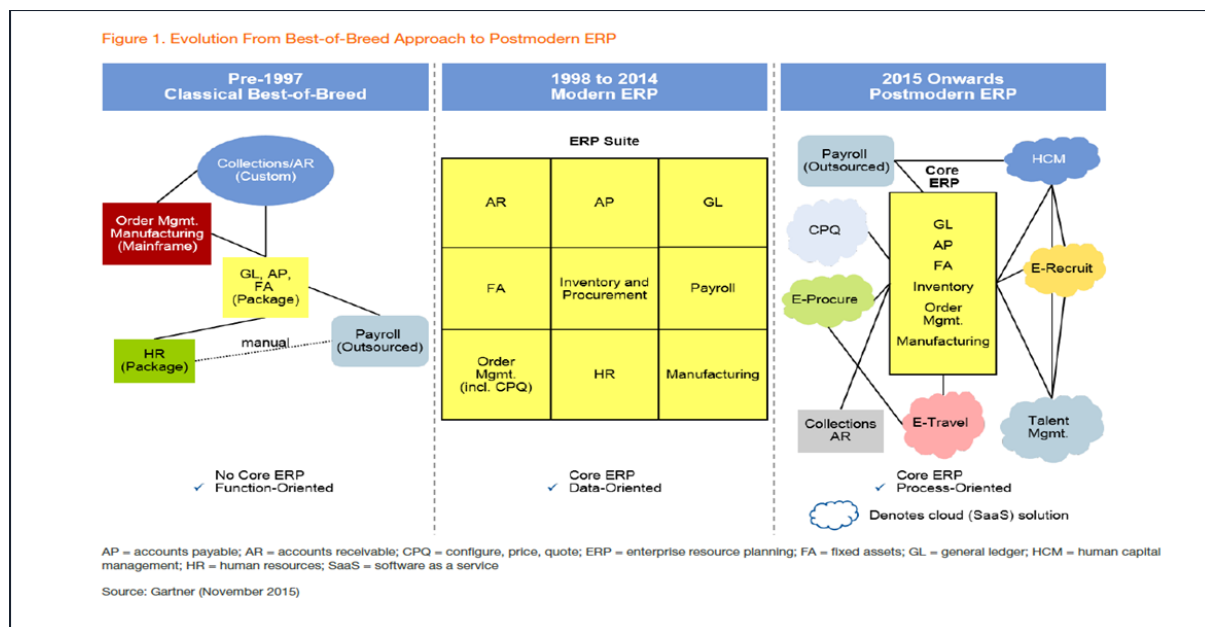 Figure 1. Evolution From Best-of-Breed Approach to Postmodern ERP
Pre-1997
Classical Best-of-Breed
Collections/AR
(Custom)
Order Mgmt.
Manufacturing
(Mainframe)
GL, AP,
FA
(Package)
manual
HR
(Package)
Payroll
(Outsourced)
No Core ERP
✓ Function-Oriented
1998 to 2014
Modern ERP
ERP Suite
AR
AP
GL
FA
Inventory and
Procurement
Payroll
Order
Mgmt.
(incl. CPQ)
HR
Manufacturing
Core ERP
✓ Data-Oriented
2015 Onwards
Postmodern ERP
Payroll
(Outsourced)
HCM
Core
ERP
CPQ
GL
AP
FA
Inventory
Order
Mgmt.
Manufacturing
E-Recruit
E-Procure
Collections
AR
E-Travel
Talent
Mgmt.
Core ERP
✓ Process-Oriented
Denotes cloud (SaaS) solution
AP = accounts payable; AR = accounts receivable; CPQ = configure, price, quote; ERP = enterprise resource planning; FA = fixed assets; GL = general ledger; HCM = human capital
management; HR = human resources; SaaS = software as a service
Source: Gartner (November 2015)